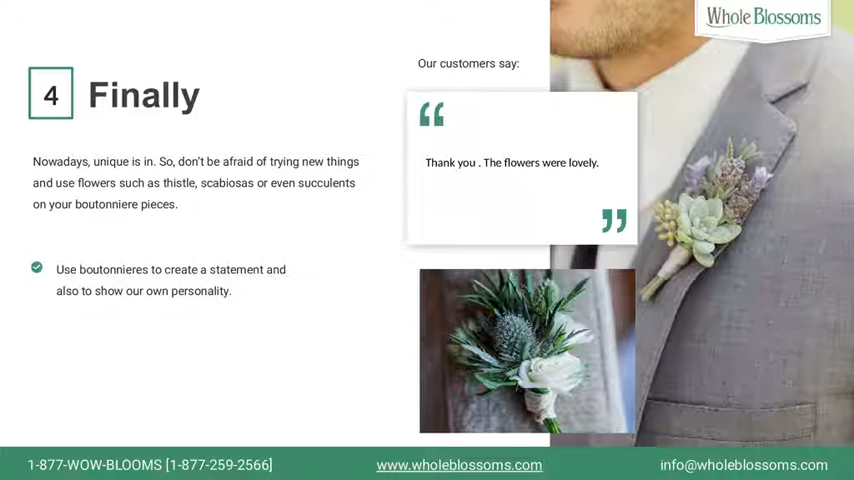 Whole Blossoms
Our customers say:
4 Finally
“
Thank you . The flowers were lovely.
”
Nowadays, unique is in. So, don't be afraid of trying new things
and use flowers such as thistle, scabiosas or even succulents
on your boutonniere pieces.
Use boutonnieres to create a statement and
also to show our own personality.
1-877-WOW-BLOOMS [1-877-259-2566]
www.wholeblossoms.com
info@wholeblossoms.com